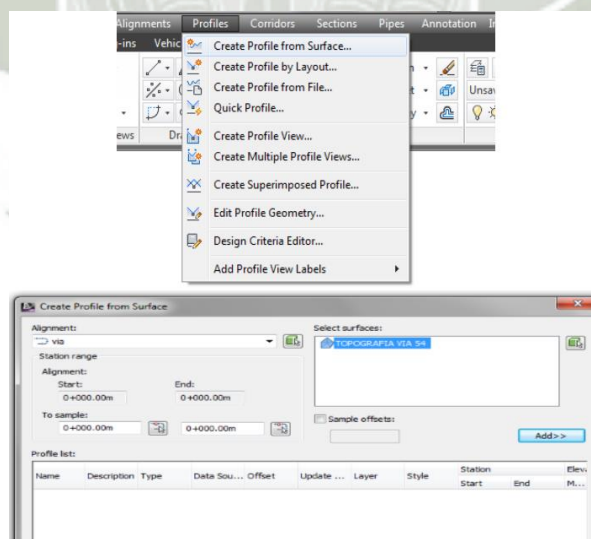 Alignments Profiles Corridors Sections Pipes Annotation
-ins Vehic
Create Profile from Surface...
Create Profile by Layout...
Create Profile from File...
Quick Profile...
Unsav
ews
Create Profile View...
Create Multiple Profile Views...
Create Superimposed Profile...
Edit Profile Geometry...
Design Criteria Editor...
Add Profile View Labels
Create Profile from Surface
Alignment: Select surfaces:
via TOPOGRAFIA VIA S4
Station range
Alignment:
Start: End:
0+000.00m 0+000.00m
To sample: Sample offsets:
0+000.00m 0+000.00m
Add>>
Profile list:
Name Description Type Data Sou... Offset Update ... Layer Style Station Eleva
Start End M...